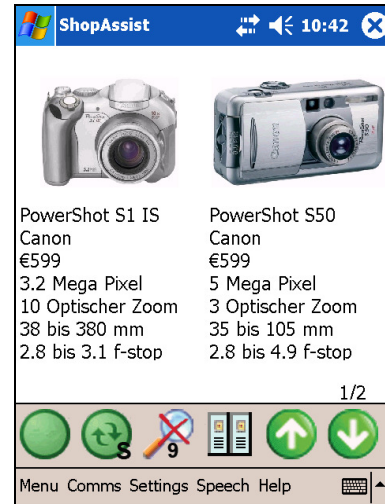 ShopAssist 10:42
PowerShot S1 IS
Canon
€599
3.2 Mega Pixel
10 Optischer Zoom
38 bis 380 mm
2.8 bis 3.1 f-stop
PowerShot S50
Canon
€599
5 Mega Pixel
3 Optischer Zoom
35 bis 105 mm
2.8 bis 4.9 f-stop
1/2
S
9
Menu Comms Settings Speech Help